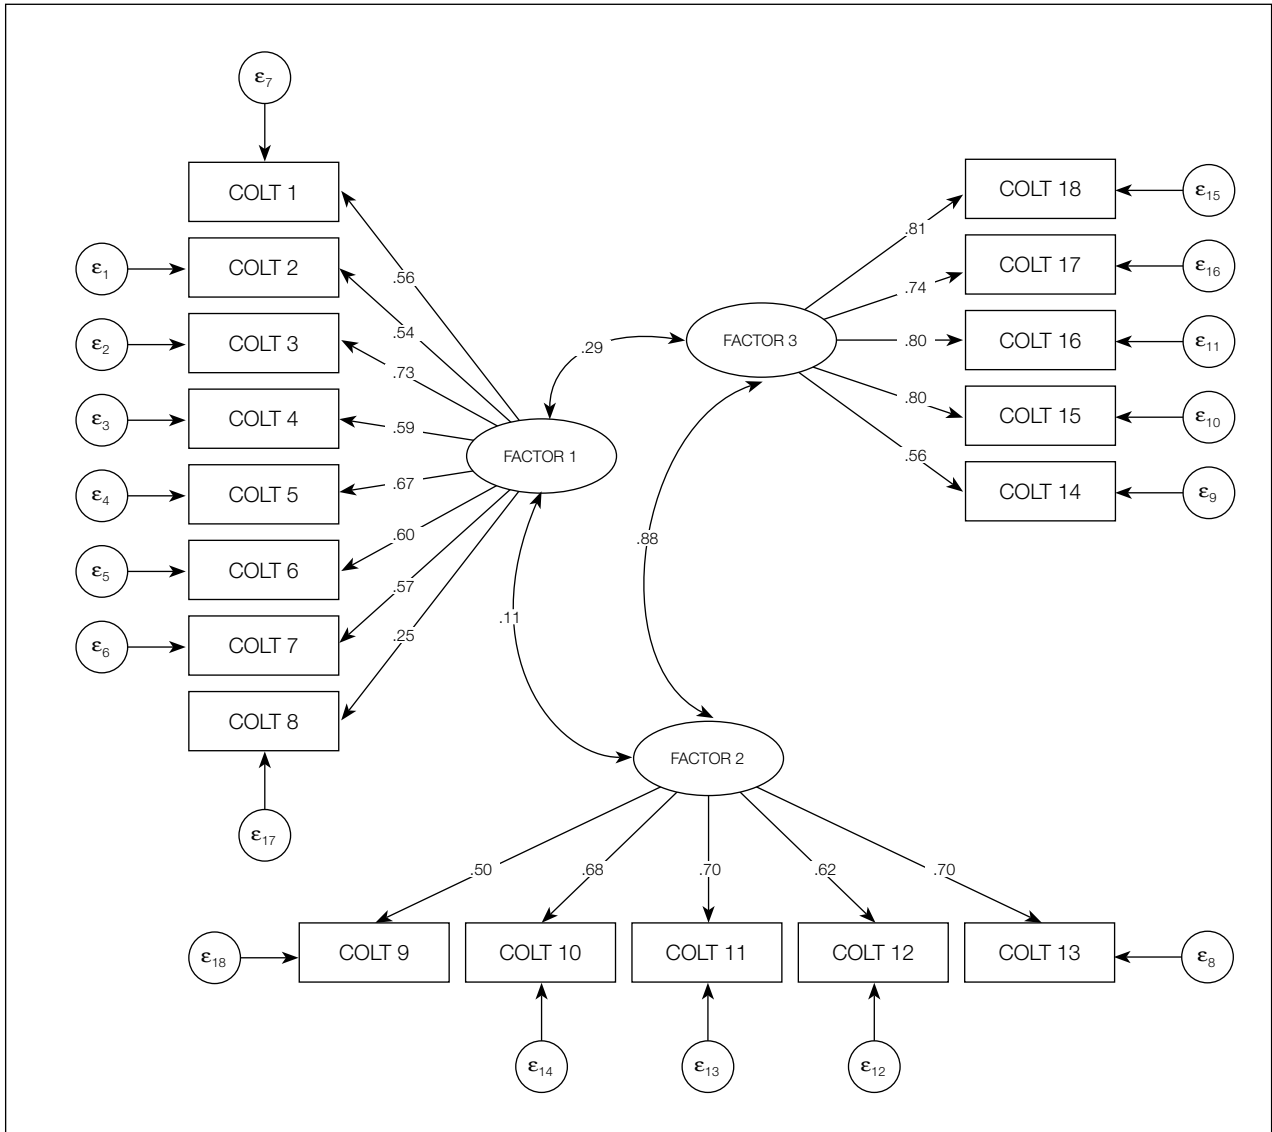 ε7
COLT 1
COLT 18
ε15
.81
ε1
COLT 2
COLT 17
ε16
.56
.74
ε2
COLT 3
.54
.29
FACTOR 3
.80
COLT 16
ε11
.73
ε3
COLT 4
.59
.80
COLT 15
ε10
FACTOR 1
.56
ε4
COLT 5
.67
COLT 14
ε9
.60
.88
ε5
COLT 6
.57
.11
ε6
COLT 7
.25
COLT 8
FACTOR 2
ε17
.50
.68
.70
.62
.70
ε18
COLT 9
COLT 10
COLT 11
COLT 12
COLT 13
ε8
ε14
ε13
ε12